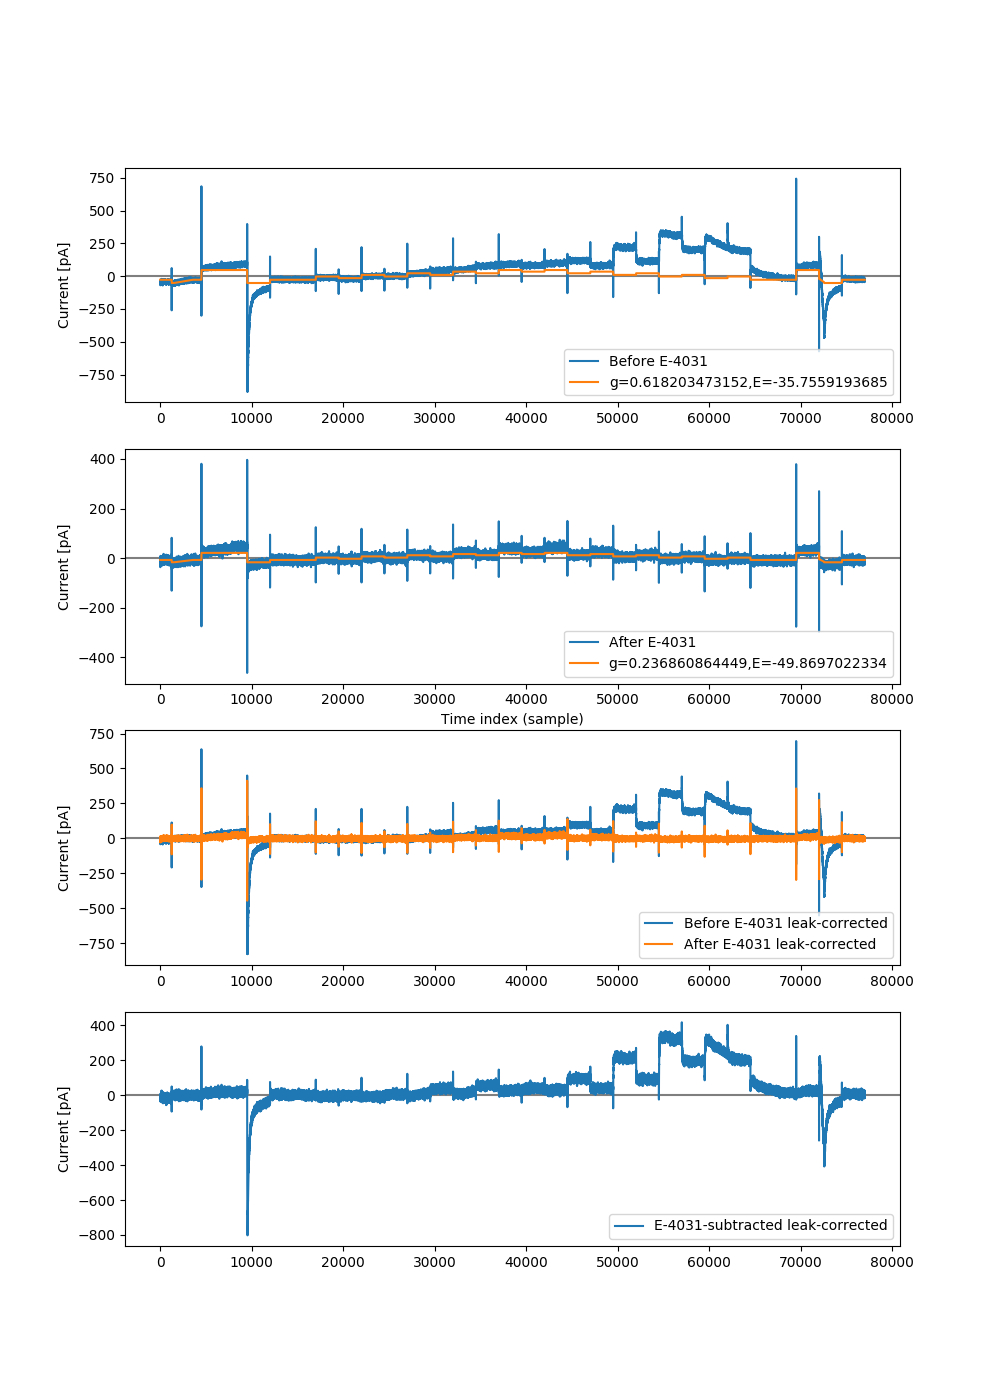 750
500
250
0
−250
−500
−750
Current [pA]
Before E-4031
g=0.618203473152,E=-35.7559193685
0 10000 20000 30000 40000 50000 60000 70000 80000
400
200
0
−200
−400
Current [pA]
After E-4031
g=0.236860864449,E=-49.8697022334
0 10000 20000 30000 40000 50000 60000 70000 80000
Time index (sample)
750
500
250
0
−250
−500
−750
Current [pA]
Before E-4031 leak-corrected
After E-4031 leak-corrected
0 10000 20000 30000 40000 50000 60000 70000 80000
400
200
0
−200
−400
−600
−800
Current [pA]
E-4031-subtracted leak-corrected
0 10000 20000 30000 40000 50000 60000 70000 80000